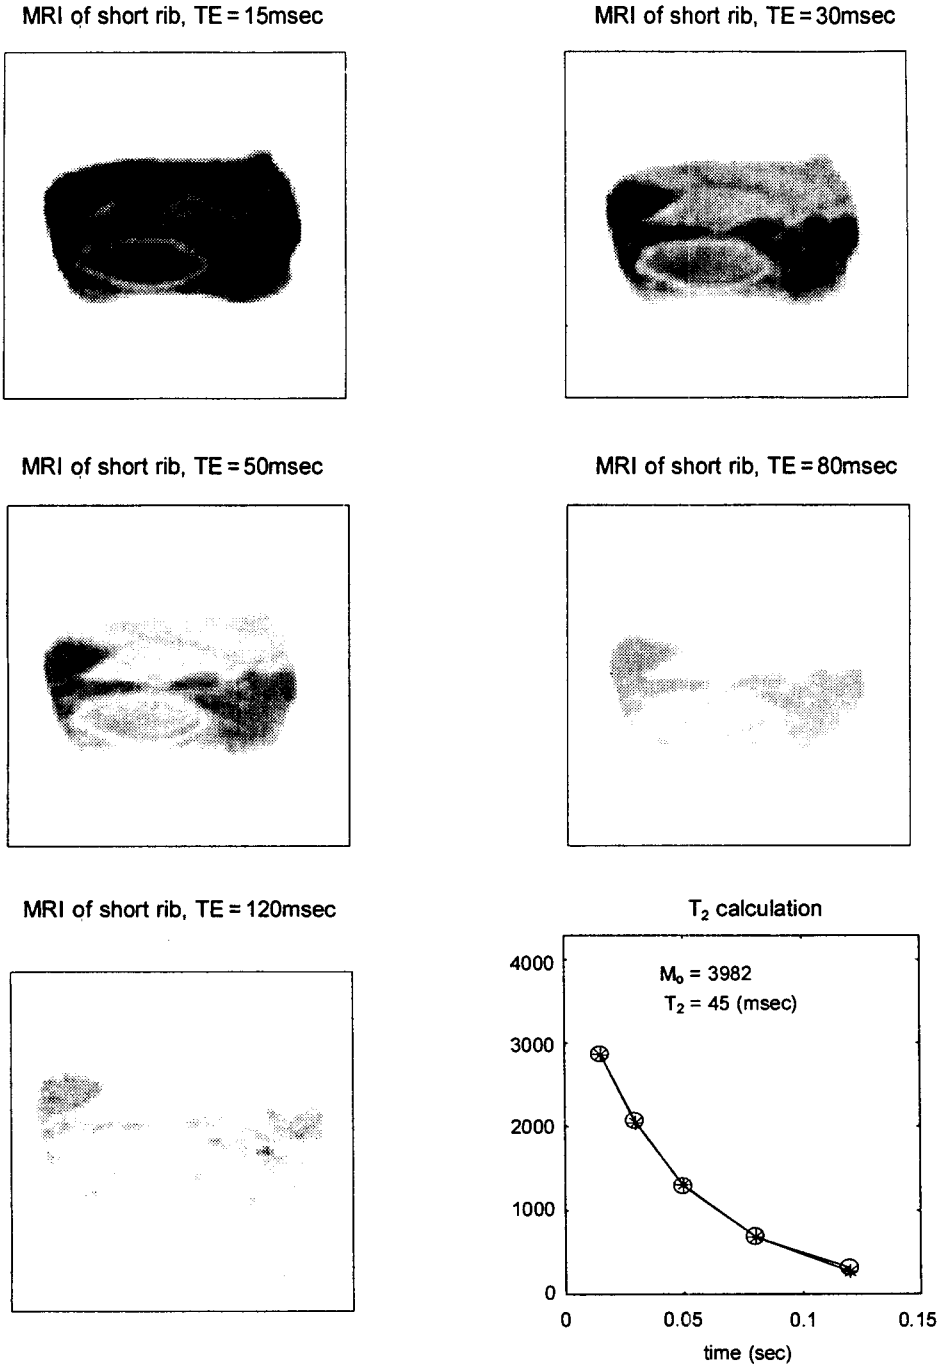 MRI of short rib, TE = 15msec
MRI of short rib, TE = 30msec
MRI of short rib, TE = 50msec
MRI of short rib, TE = 80msec
MRI of short rib, TE = 120msec
T₂ calculation
4000
3000
2000
1000
0
Mₒ = 3982
T₂ = 45 (msec)
0
0.05
0.1
0.15
time (sec)